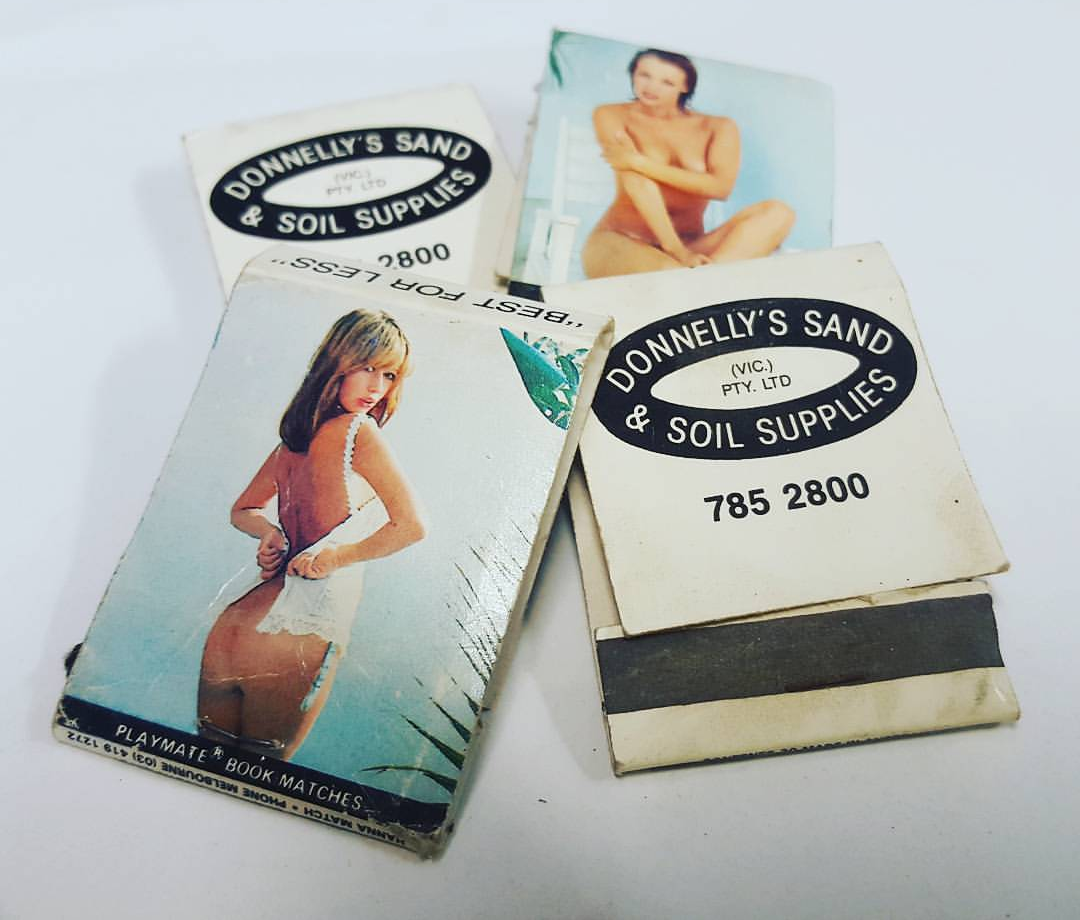 DONNELLY'S SAND
(VIC.)
PTY. LTD
& SOIL SUPPLIES
2800
"BEST FOR LESS"
DONNELLY'S SAND
(VIC.)
PTY. LTD
& SOIL SUPPLIES
785 2800
PLAYMATE® BOOK MATCHES
HANNA MATCH • PHONE MELBOURNE (03) 419 1272